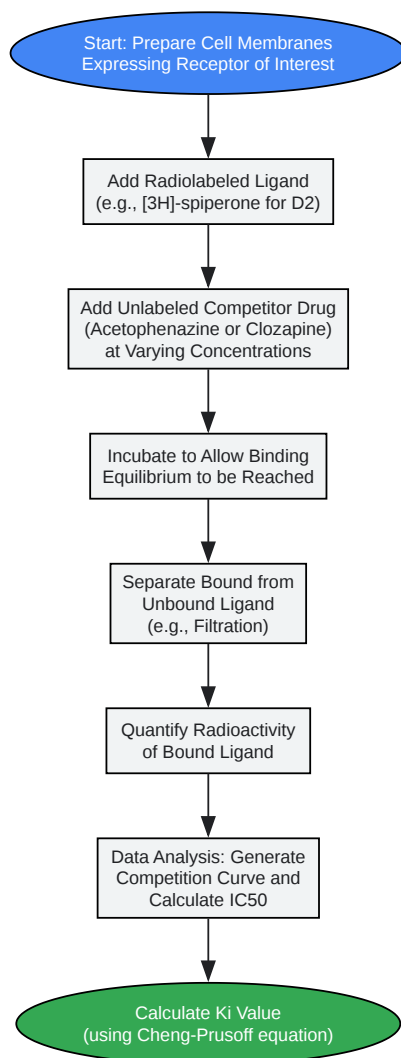 Start: Prepare Cell Membranes
Expressing Receptor of Interest
Add Radiolabeled Ligand
(e.g., [3H]-spiperone for D2)
Add Unlabeled Competitor Drug
(Acetophenazine or Clozapine)
at Varying Concentrations
Incubate to Allow Binding
Equilibrium to be Reached
Separate Bound from
Unbound Ligand
(e.g., Filtration)
Quantify Radioactivity
of Bound Ligand
Data Analysis: Generate
Competition Curve and
Calculate IC50
Calculate Ki Value
(using Cheng-Prusoff equation)